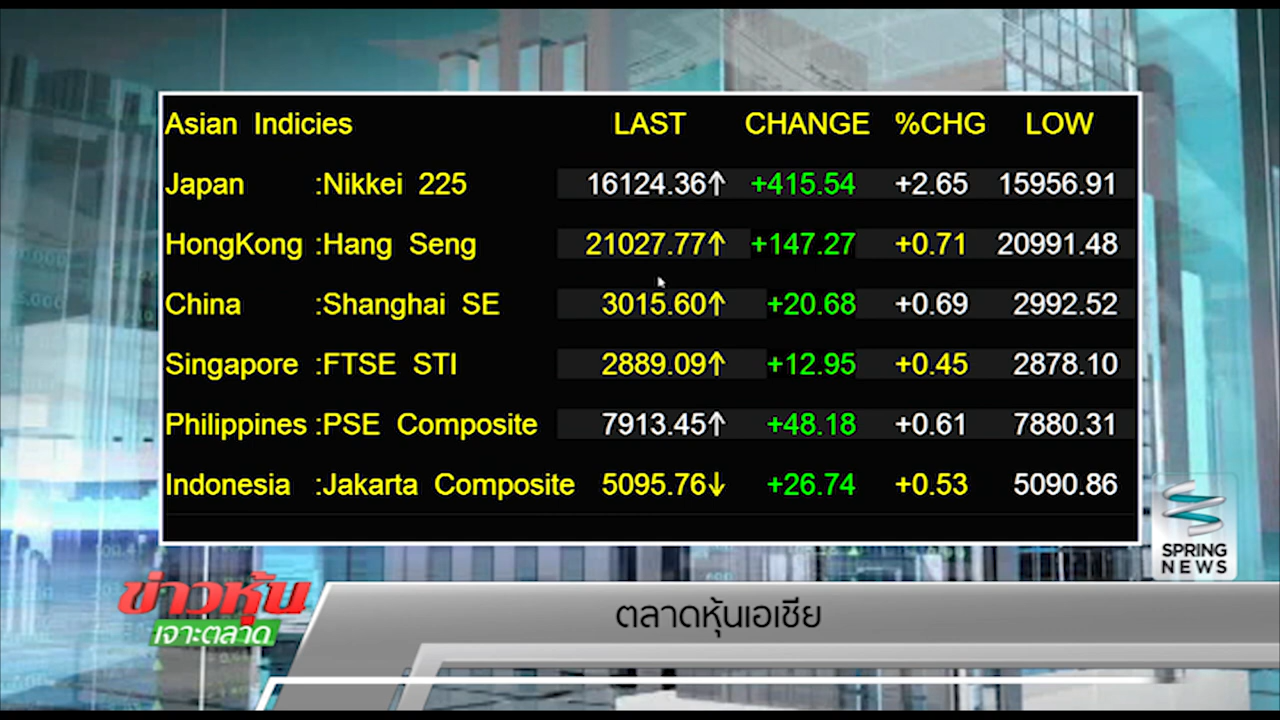 Asian Indicies LAST CHANGE %CHG LOW
Japan :Nikkei 225 16124.36↑ +415.54 +2.65 15956.91
HongKong :Hang Seng 21027.77↑ +147.27 +0.71 20991.48
China :Shanghai SE 3015.60↑ +20.68 +0.69 2992.52
Singapore :FTSE STI 2889.09↑ +12.95 +0.45 2878.10
Philippines :PSE Composite 7913.45↑ +48.18 +0.61 7880.31
Indonesia :Jakarta Composite 5095.76↓ +26.74 +0.53 5090.86
SPRING
NEWS
ข่าวหุ้น
เจาะตลาด
ตลาดหุ้นเอเชีย